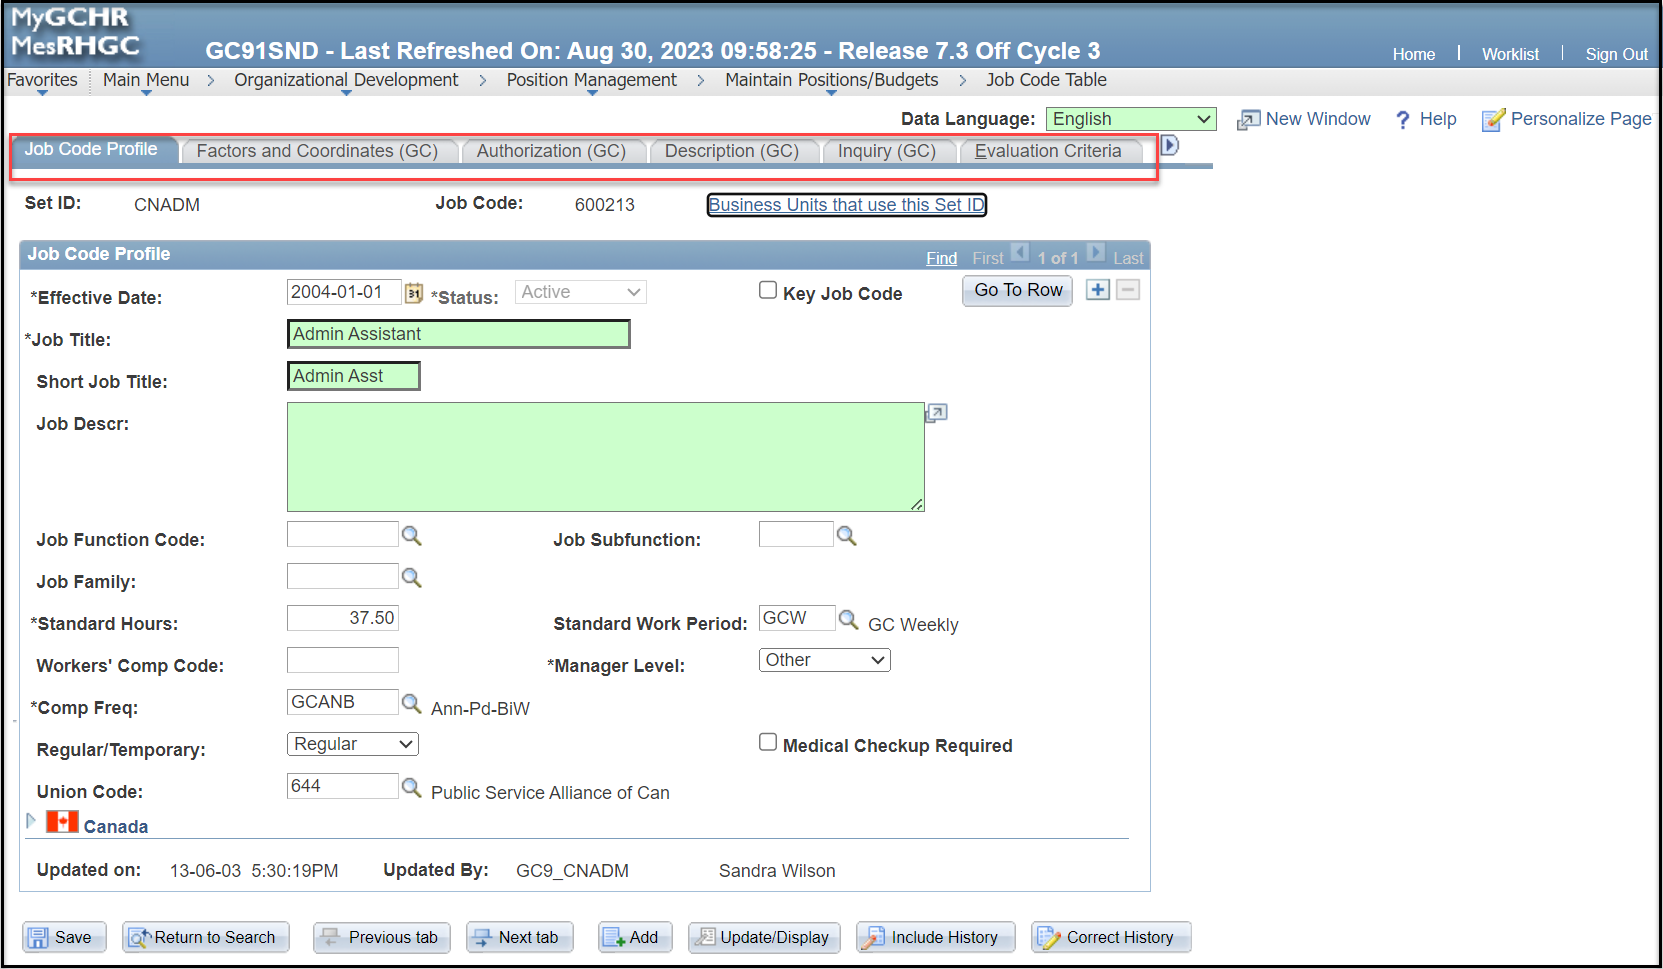 MyGCHR
MesRHGC
GC91SND - Last Refreshed On: Aug 30, 2023 09:58:25 - Release 7.3 Off Cycle 3
Home | Worklist | Sign Out
Favorites Main Menu > Organizational Development > Position Management > Maintain Positions/Budgets > Job Code Table
Data Language: English New Window ? Help Personalize Page
Job Code Profile Factors and Coordinates (GC) Authorization (GC) Description (GC) Inquiry (GC) Evaluation Criteria
Set ID: CNADM Job Code: 600213 Business Units that use this Set ID
Job Code Profile Find First 1 of 1 Last
*Effective Date: 2004-01-01 31 *Status: Active Key Job Code Go To Row + −
*Job Title: Admin Assistant
Short Job Title: Admin Asst
Job Descr:
Job Function Code: Job Subfunction:
Job Family:
*Standard Hours: 37.50 Standard Work Period: GCW GC Weekly
Workers' Comp Code: *Manager Level: Other
*Comp Freq: GCANB Ann-Pd-BiW
Regular/Temporary: Regular Medical Checkup Required
Union Code: 644 Public Service Alliance of Can
Canada
Updated on: 13-06-03 5:30:19PM Updated By: GC9_CNADM Sandra Wilson
Save Return to Search Previous tab Next tab Add Update/Display Include History Correct History